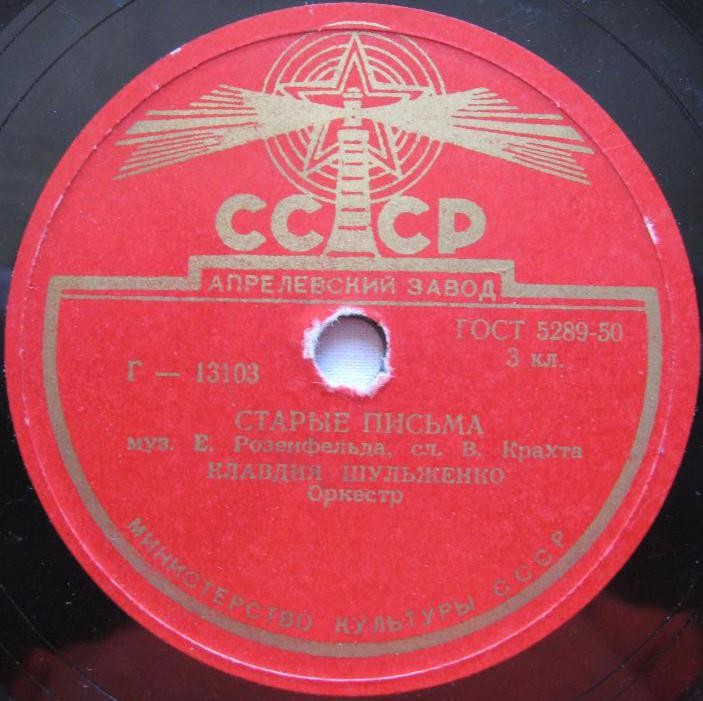 СССР
АПРЕЛЕВСКИЙ ЗАВОД
ГОСТ 5289-50
3 кл.
Г — 13103
СТАРЫЕ ПИСЬМА
муз. Е. Розенфельда, сл. В. Крахта
КЛАВДИЯ ШУЛЬЖЕНКО
Оркестр
МИНИСТЕРСТВО КУЛЬТУРЫ СССР